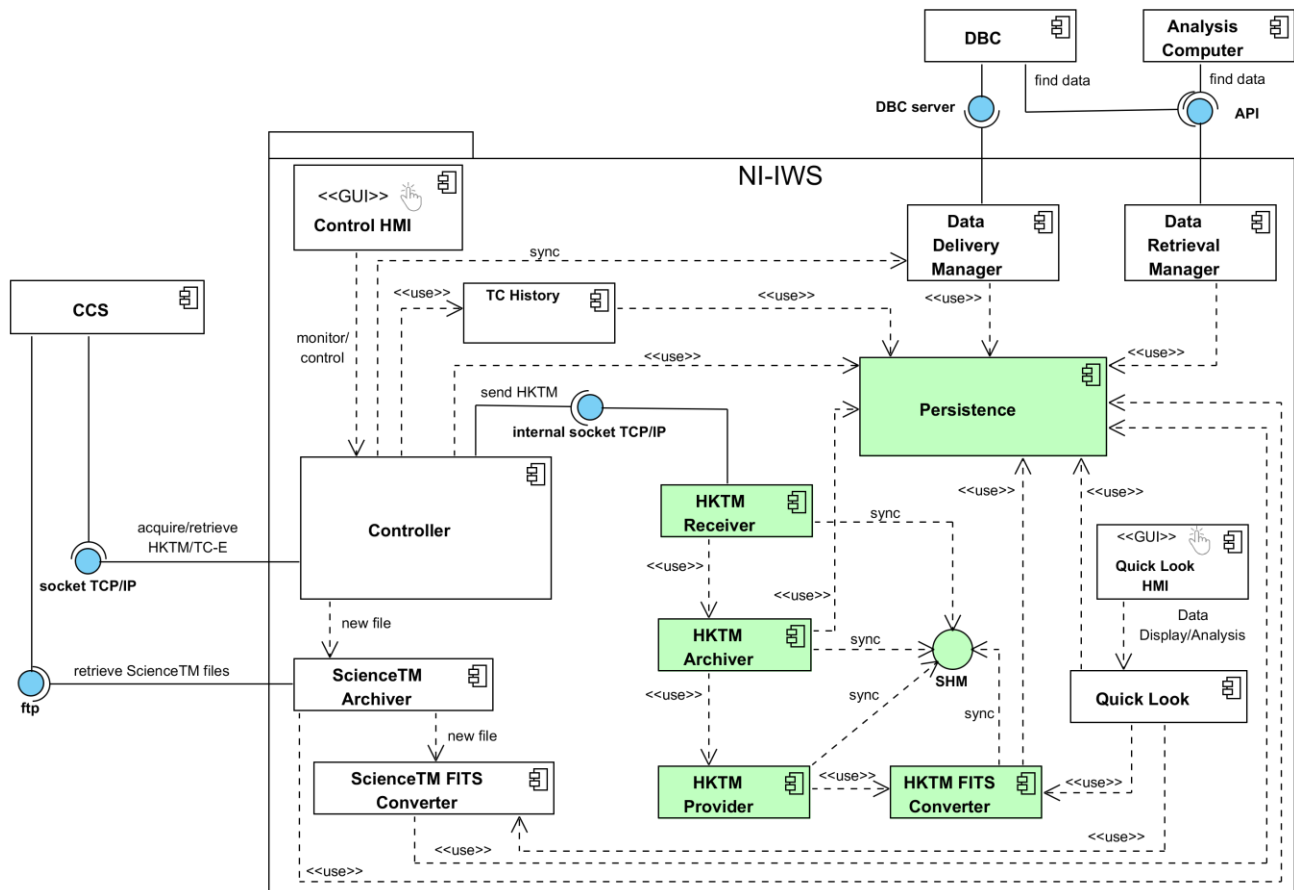 DBC
Analysis
Computer
find data
find data
DBC server
API
NI-IWS
<<GUI>>
Control HMI
Data
Delivery
Manager
Data
Retrieval
Manager
sync
CCS
<<use>>
TC History
<<use>>
<<use>>
monitor/
control
<<use>>
<<use>>
send HKTM
internal socket TCP/IP
Persistence
Controller
HKTM
Receiver
sync
<<use>>
acquire/retrieve
HKTM/TC-E
socket TCP/IP
<<GUI>>
Quick Look
HMI
<<use>>
<<use>>
new file
HKTM
Archiver
sync
Data
Display/Analysis
retrieve ScienceTM files
ftp
ScienceTM
Archiver
SHM
<<use>>
sync
sync
Quick Look
new file
ScienceTM FITS
Converter
HKTM
Provider
<<use>>
HKTM FITS
Converter
<<use>>
<<use>>
<<use>>
<<use>>